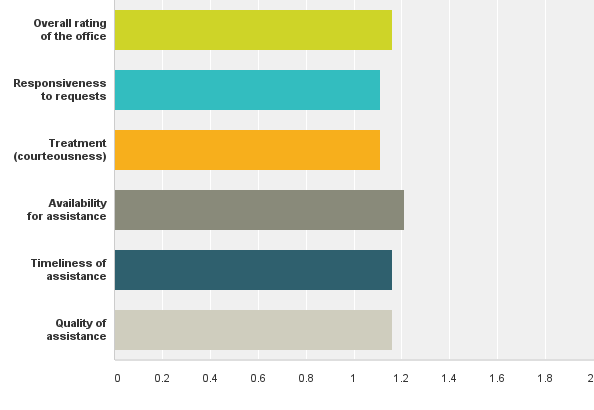 Overall rating
of the office
Responsiveness
to requests
Treatment
(courteousness)
Availability
for assistance
Timeliness of
assistance
Quality of
assistance
0 0.2 0.4 0.6 0.8 1 1.2 1.4 1.6 1.8 2